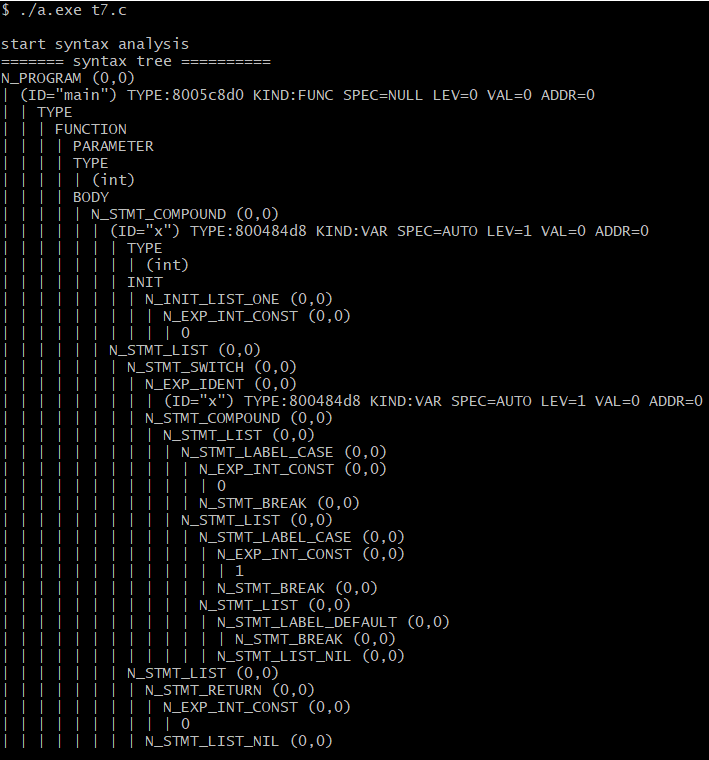 $ ./a.exe t7.c
start syntax analysis
======= syntax tree ==========
N_PROGRAM (0,0)
| (ID="main") TYPE:8005c8d0 KIND:FUNC SPEC=NULL LEV=0 VAL=0 ADDR=0
| | TYPE
| | | FUNCTION
| | | | PARAMETER
| | | | TYPE
| | | | | (int)
| | | | BODY
| | | | | N_STMT_COMPOUND (0,0)
| | | | | | (ID="x") TYPE:800484d8 KIND:VAR SPEC=AUTO LEV=1 VAL=0 ADDR=0
| | | | | | | TYPE
| | | | | | | | (int)
| | | | | | | INIT
| | | | | | | | N_INIT_LIST_ONE (0,0)
| | | | | | | | | N_EXP_INT_CONST (0,0)
| | | | | | | | | | 0
| | | | | | N_STMT_LIST (0,0)
| | | | | | | N_STMT_SWITCH (0,0)
| | | | | | | | N_EXP_IDENT (0,0)
| | | | | | | | | (ID="x") TYPE:800484d8 KIND:VAR SPEC=AUTO LEV=1 VAL=0 ADDR=0
| | | | | | | | N_STMT_COMPOUND (0,0)
| | | | | | | | | N_STMT_LIST (0,0)
| | | | | | | | | | N_STMT_LABEL_CASE (0,0)
| | | | | | | | | | | N_EXP_INT_CONST (0,0)
| | | | | | | | | | | | 0
| | | | | | | | | | | N_STMT_BREAK (0,0)
| | | | | | | | | | N_STMT_LIST (0,0)
| | | | | | | | | | | N_STMT_LABEL_CASE (0,0)
| | | | | | | | | | | | N_EXP_INT_CONST (0,0)
| | | | | | | | | | | | | 1
| | | | | | | | | | | | N_STMT_BREAK (0,0)
| | | | | | | | | | | N_STMT_LIST (0,0)
| | | | | | | | | | | | N_STMT_LABEL_DEFAULT (0,0)
| | | | | | | | | | | | | N_STMT_BREAK (0,0)
| | | | | | | | | | | | N_STMT_LIST_NIL (0,0)
| | | | | | | N_STMT_LIST (0,0)
| | | | | | | | N_STMT_RETURN (0,0)
| | | | | | | | | N_EXP_INT_CONST (0,0)
| | | | | | | | | | 0
| | | | | | | | N_STMT_LIST_NIL (0,0)